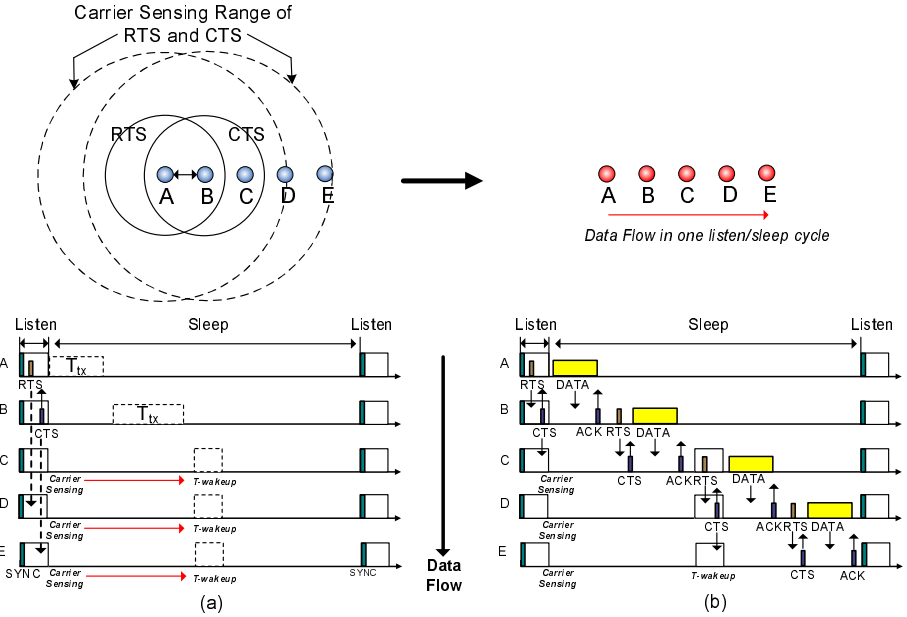 Carrier Sensing Range of
RTS and CTS
RTS
CTS
A
B
C
D
E
A
B
C
D
E
Data Flow in one listen/sleep cycle
Listen
Sleep
Listen
A
Ttx
RTS
B
Ttx
CTS
C
Carrier
Sensing
T-wakeup
D
Carrier
Sensing
T-wakeup
E
SYNC
Carrier
Sensing
T-wakeup
SYNC
(a)
Data
Flow
Listen
Sleep
Listen
A
RTS
DATA
B
CTS
ACK
RTS
DATA
C
Carrier
Sensing
CTS
ACK
RTS
DATA
D
Carrier
Sensing
CTS
ACK
RTS
DATA
E
Carrier
Sensing
T-wakeup
CTS
ACK
(b)